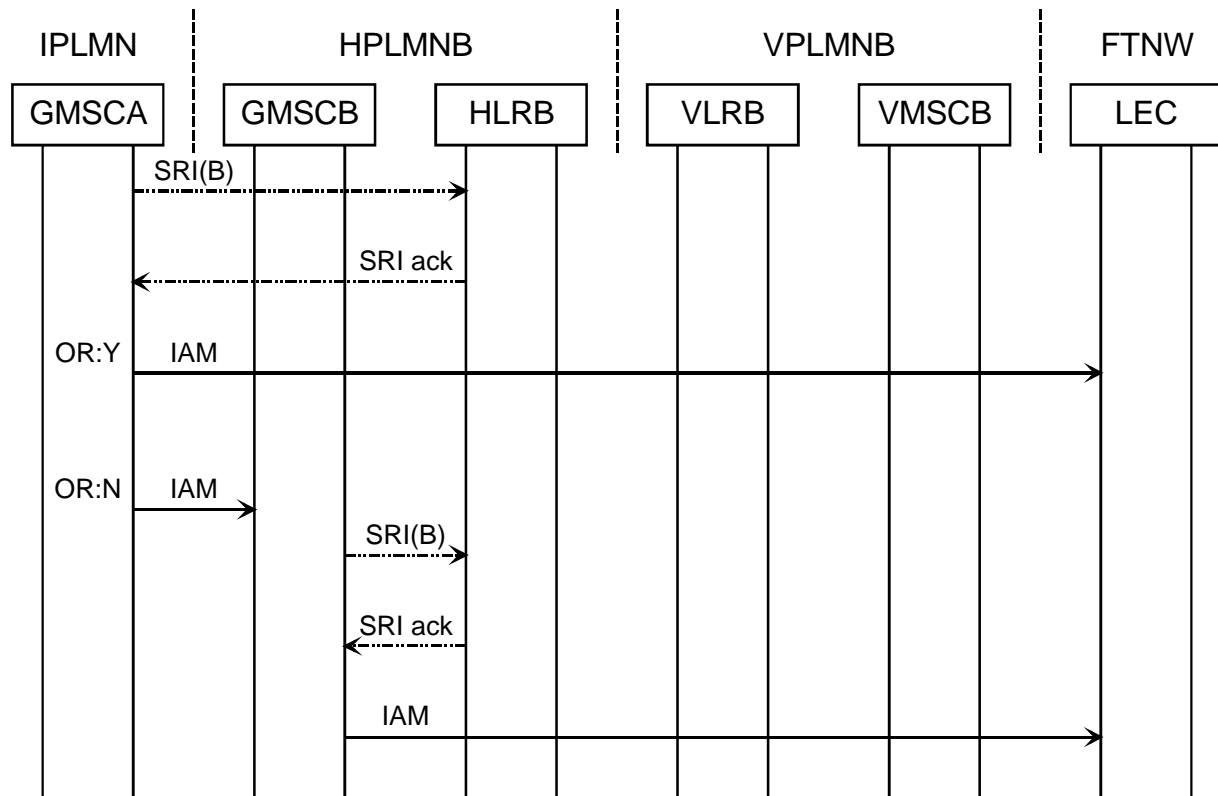 IPLMN HPLMNB VPLMNB FTNW
GMSCA GMSCB HLRB VLRB VMSCB LEC
SRI(B)
SRI ack
OR:Y IAM
OR:N IAM
SRI(B)
SRI ack
IAM